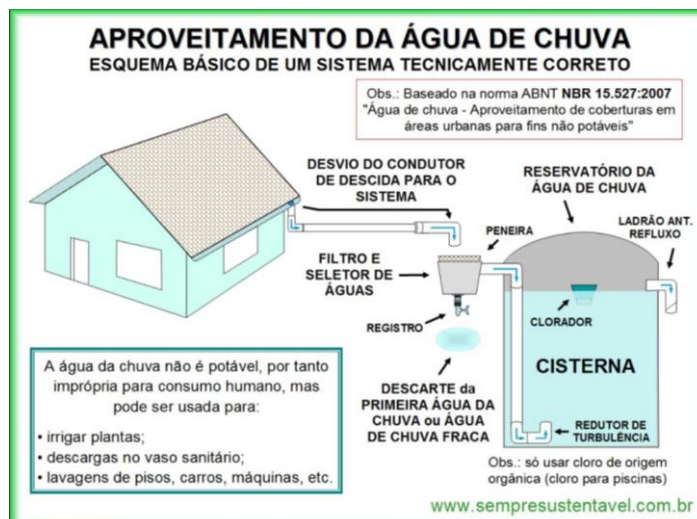 APROVEITAMENTO DA ÁGUA DE CHUVA
ESQUEMA BÁSICO DE UM SISTEMA TECNICAMENTE CORRETO
Obs.: Baseado na norma ABNT NBR 15.527:2007
"Água de chuva - Aproveitamento de coberturas em
áreas urbanas para fins não potáveis"
DESVIO DO CONDUTOR
DE DESCIDA PARA O
SISTEMA
RESERVATÓRIO DA
ÁGUA DE CHUVA
LADRÃO ANT.
REFLUXO
PENEIRA
FILTRO E
SELETOR DE
ÁGUAS
REGISTRO
CLORADOR
CISTERNA
DESCARTE da
PRIMEIRA ÁGUA DA
CHUVA ou ÁGUA
DE CHUVA FRACA
REDUTOR DE
TURBULÊNCIA
A água da chuva não é potável, por tanto
imprópria para consumo humano, mas
pode ser usada para:
• irrigar plantas;
• descargas no vaso sanitário;
• lavagens de pisos, carros, máquinas, etc.
Obs.: só usar cloro de origem
orgânica (cloro para piscinas)
www.sempresustentavel.com.br